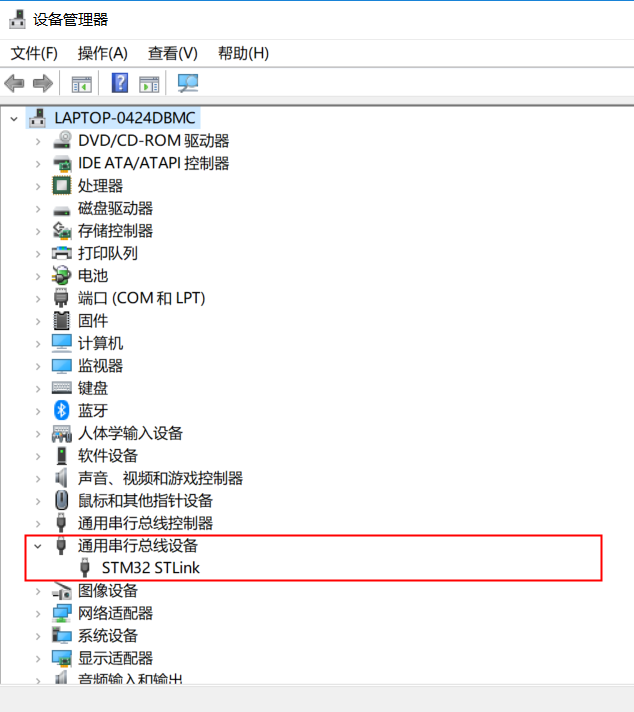 设备管理器
文件(F) 操作(A) 查看(V) 帮助(H)
LAPTOP-0424DBMC
DVD/CD-ROM 驱动器
IDE ATA/ATAPI 控制器
处理器
磁盘驱动器
存储控制器
打印队列
电池
端口 (COM 和 LPT)
固件
计算机
监视器
键盘
蓝牙
人体学输入设备
软件设备
声音、视频和游戏控制器
鼠标和其他指针设备
通用串行总线控制器
通用串行总线设备
STM32 STLink
图像设备
网络适配器
系统设备
显示适配器
音频输入和输出